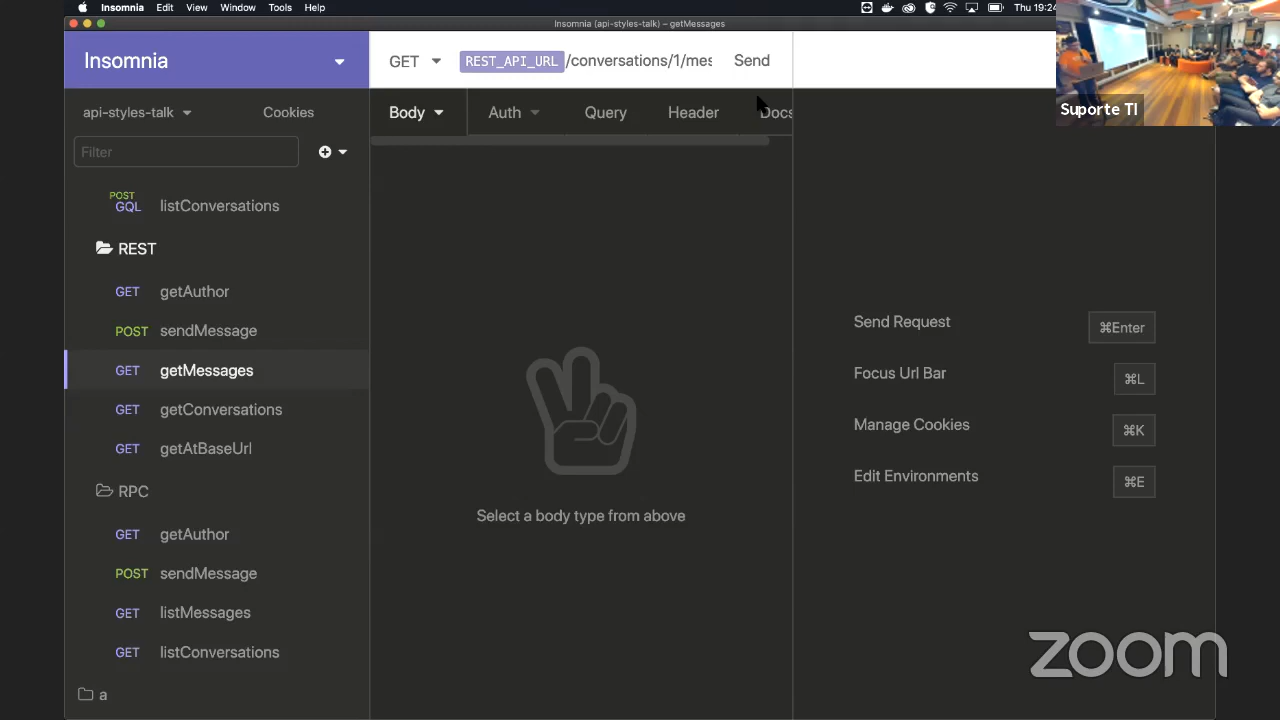 Insomnia Edit View Window Tools Help Thu 19:24
Insomnia (api-styles-talk) – getMessages
Insomnia
GET REST_API_URL /conversations/1/mes Send
api-styles-talk Cookies
Body Auth Query Header Docs
Filter
POST
GQL listConversations
REST
GET getAuthor
POST sendMessage
GET getMessages
GET getConversations
GET getAtBaseUrl
RPC
GET getAuthor
POST sendMessage
GET listMessages
GET listConversations
a
Select a body type from above
Send Request ⌘Enter
Focus Url Bar ⌘L
Manage Cookies ⌘K
Edit Environments ⌘E
Suporte TI
zoom